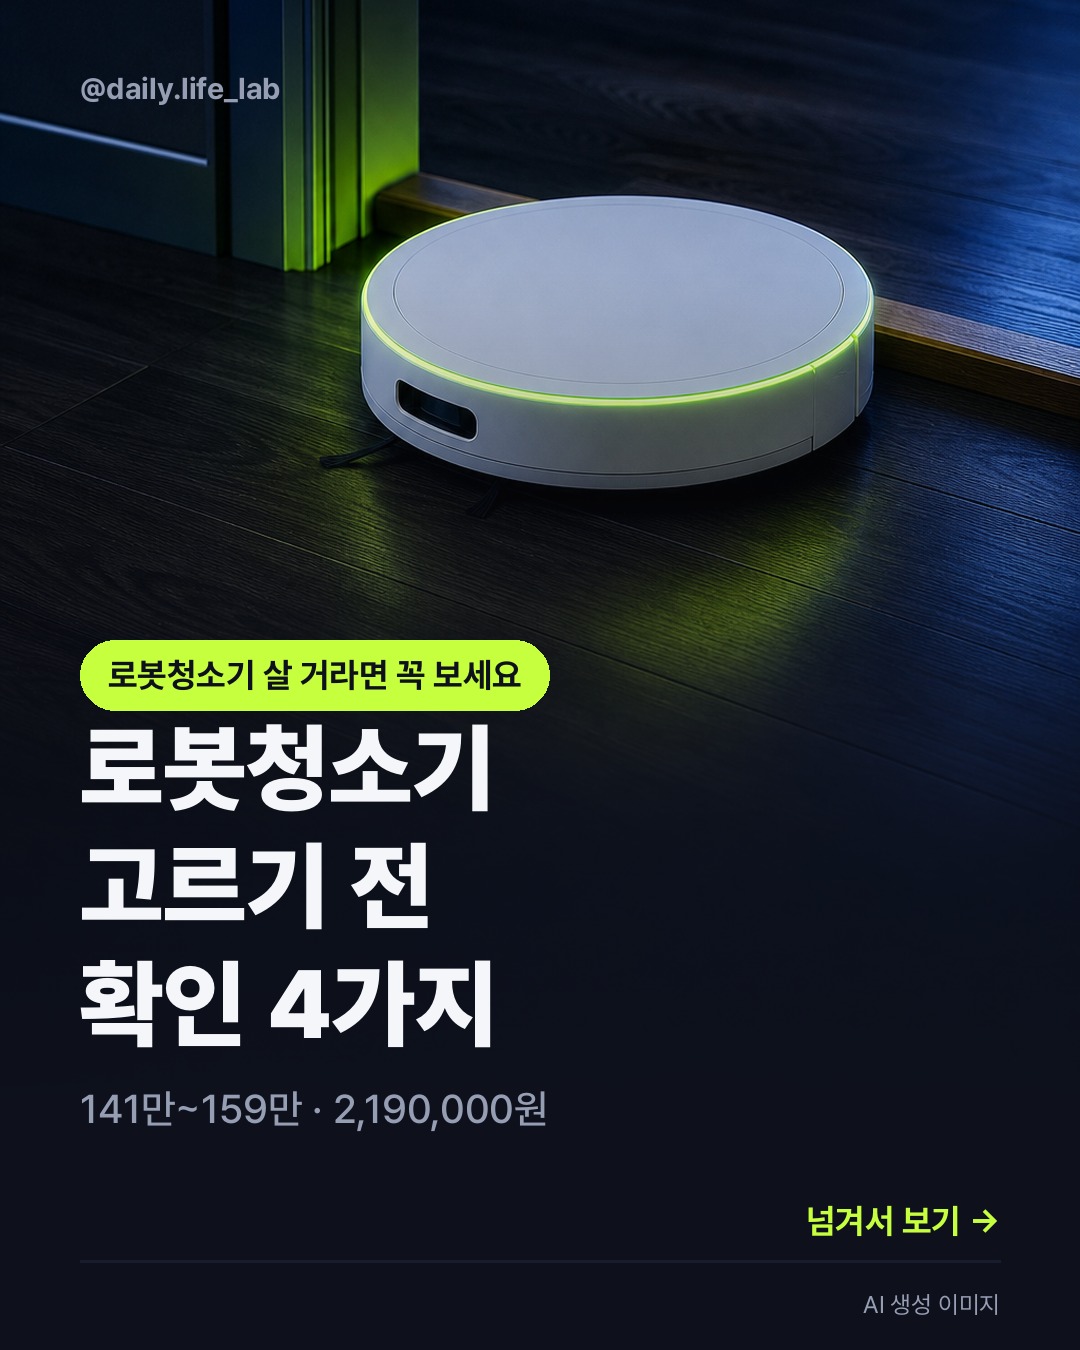 @daily.life_lab
로봇청소기 살 거라면 꼭 보세요
로봇청소기
고르기 전
확인 4가지
141만~159만 · 2,190,000원
넘겨서 보기 →
AI 생성 이미지